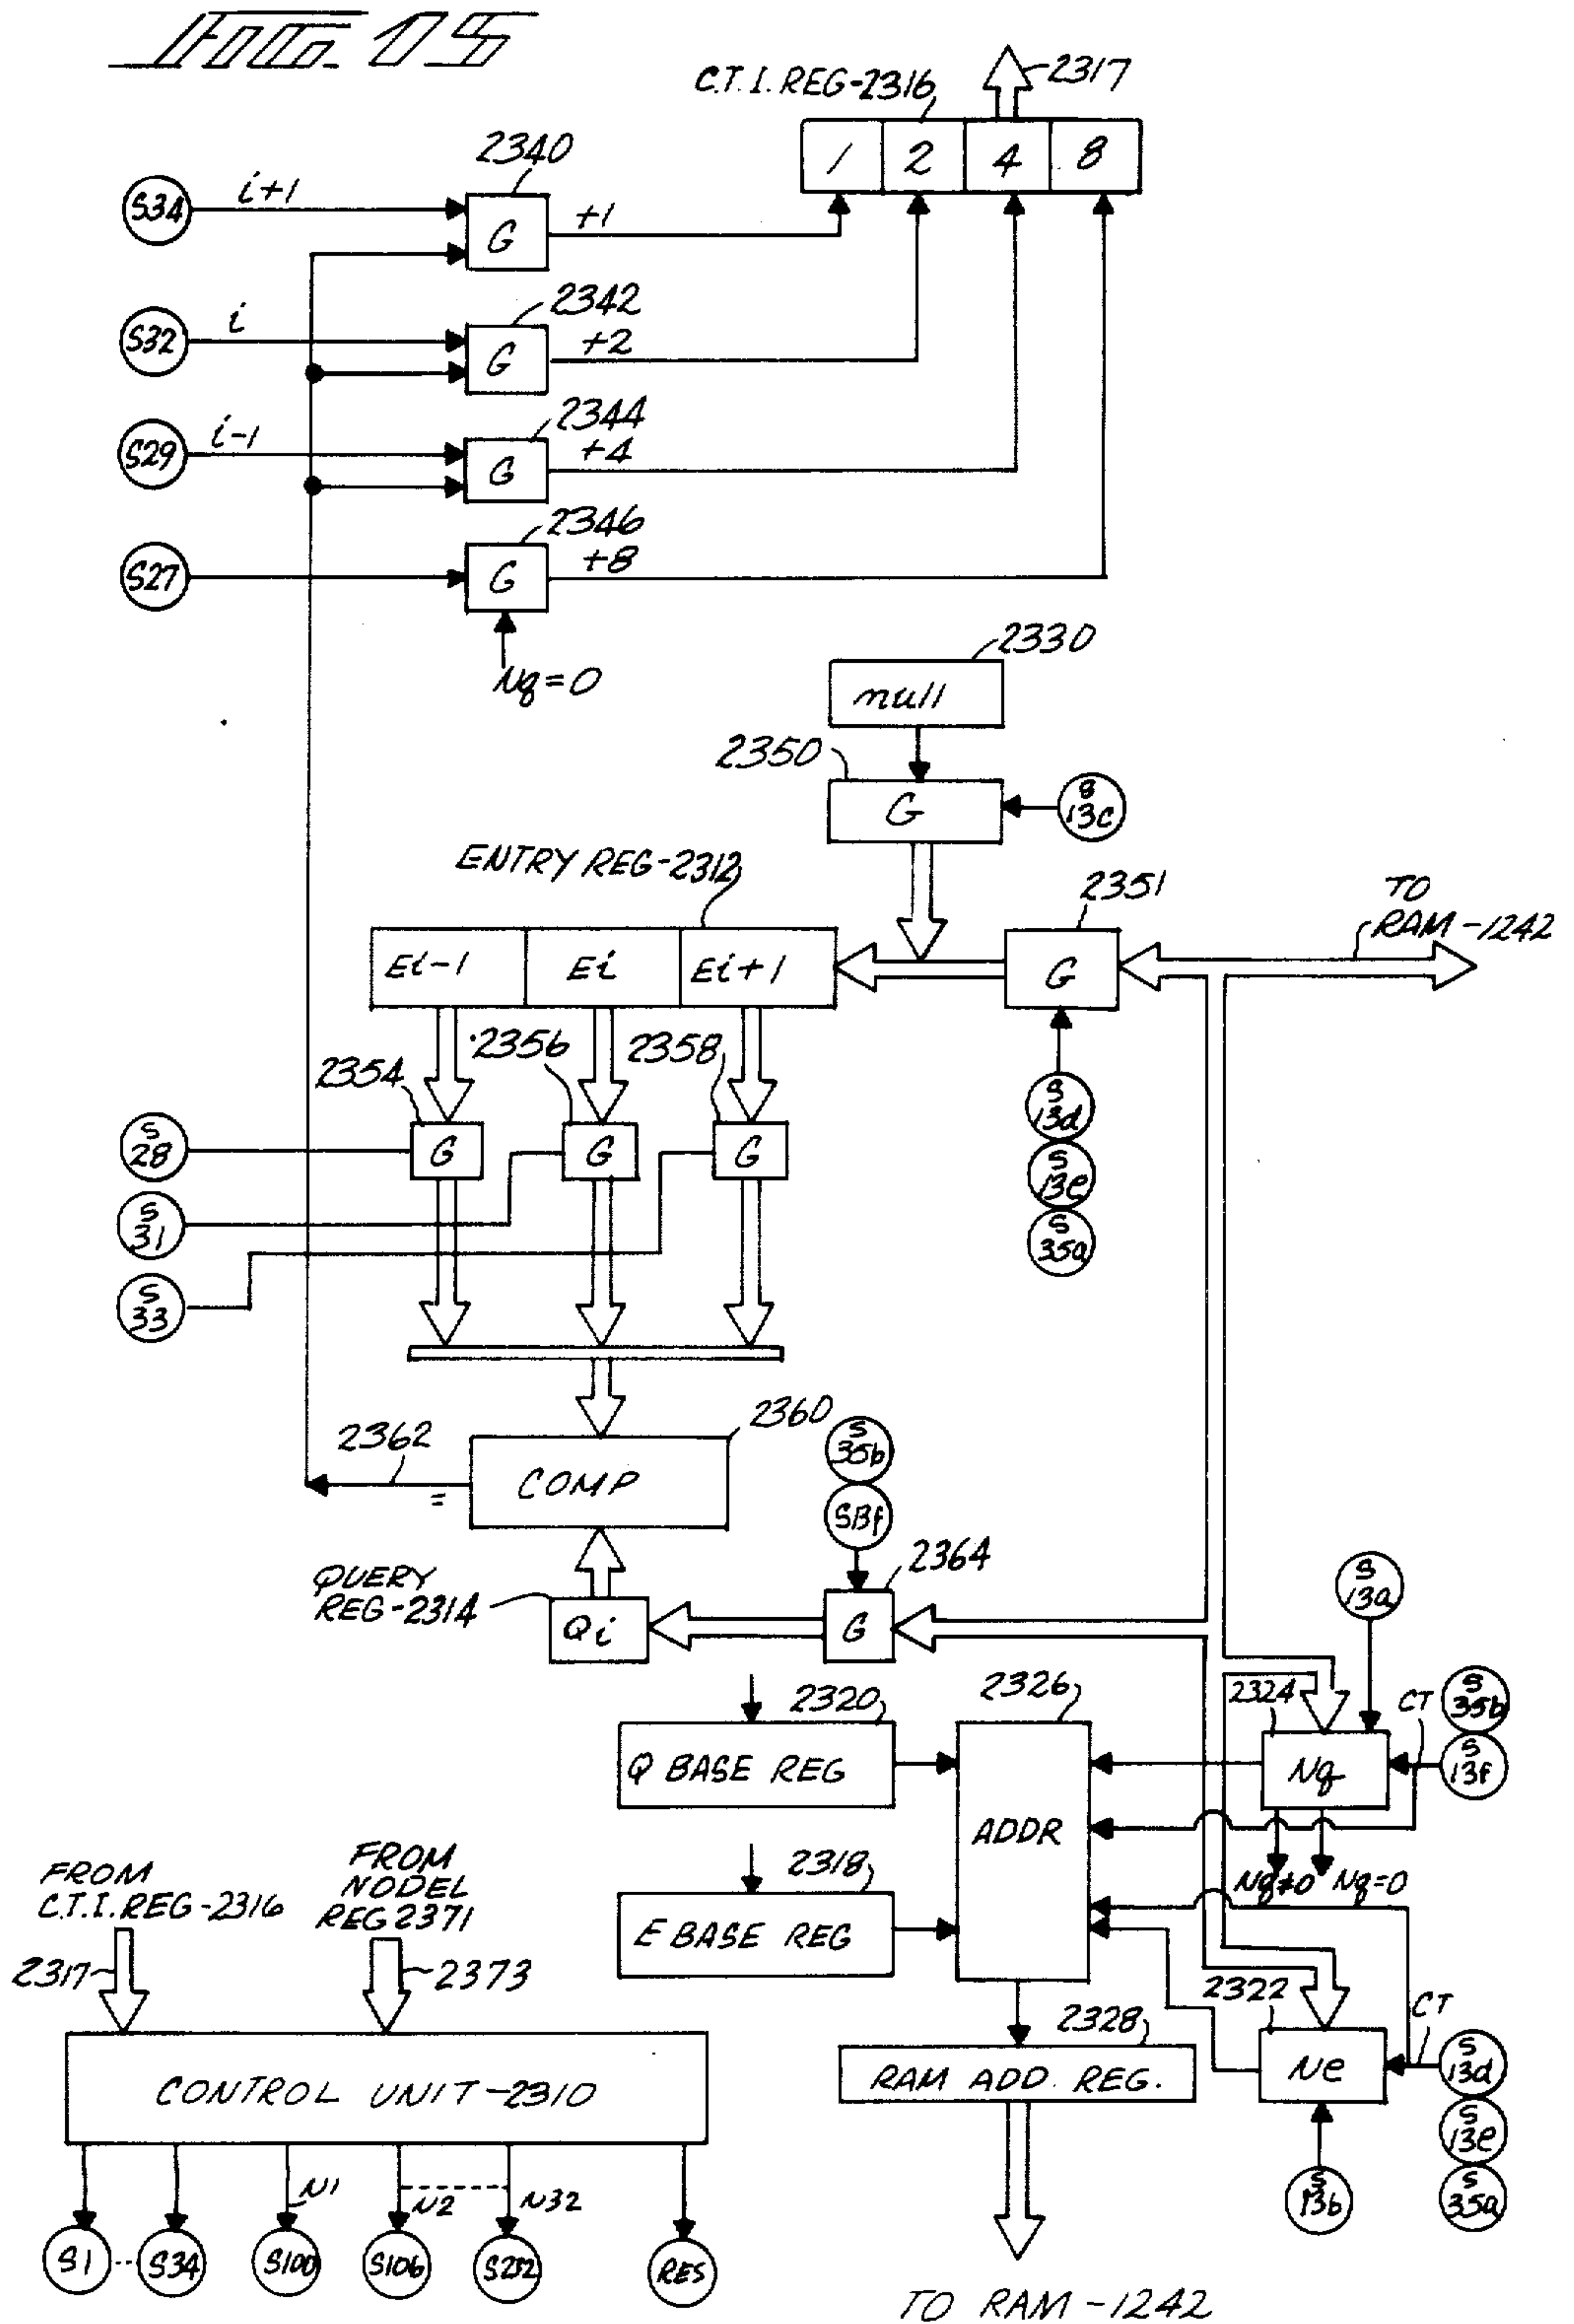 FIG. 15
C.T.I. REG-2316
2317
1 2 4 8
2340
S34
i+1
G
+1
2342
S32
i
G
+2
2344
S29
i-1
G
+4
2346
S27
G
+8
Nq=0
2330
null
2350
G
S
13c
ENTRY REG-2312
2351
TO
RAM-1242
Ei-1
Ei
Ei+1
G
2354
2356
2358
S
13d
S
13e
S
35a
S
28
G
G
G
S
31
S
33
2362
=
2360
COMP
S
35b
SBf
2364
QUERY
REG-2314
Qi
G
S
13a
2320
2326
2324
CT
S
35b
Q BASE REG
Nq
S
13f
ADDR
2318
Nq≠0
Nq=0
E BASE REG
FROM
C.T.I. REG-2316
FROM
NODEL
REG 2371
2317
2373
2322
CT
2328
Ne
S
13d
CONTROL UNIT-2310
RAM ADD. REG.
S
13e
S
13b
S
35a
N1
N2
N32
S1
S34
S100
S106
S252
RES
TO RAM-1242